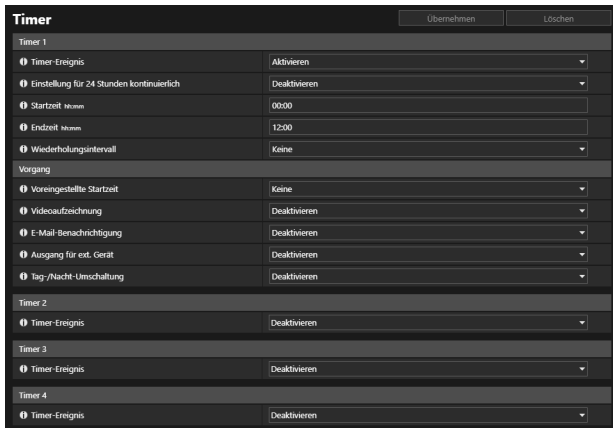 Timer
Übernehmen
Löschen
Timer 1
Timer-Ereignis
Aktivieren
Einstellung für 24 Stunden kontinuierlich
Deaktivieren
Startzeit hh:mm
00:00
Endzeit hh:mm
12:00
Wiederholungsintervall
Keine
Vorgang
Voreingestellte Startzeit
Keine
Videoaufzeichnung
Deaktivieren
E-Mail-Benachrichtigung
Deaktivieren
Ausgang für ext. Gerät
Deaktivieren
Tag-/Nacht-Umschaltung
Deaktivieren
Timer 2
Timer-Ereignis
Deaktivieren
Timer 3
Timer-Ereignis
Deaktivieren
Timer 4
Timer-Ereignis
Deaktivieren